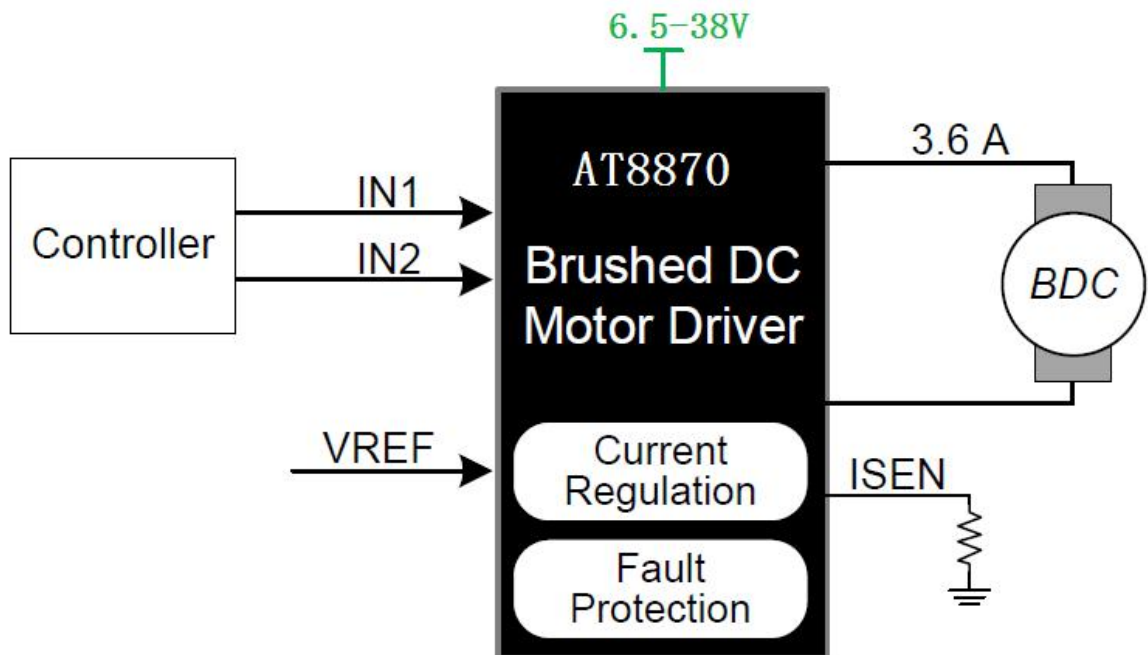 6.5-38V
AT8870
3.6 A
IN1
Controller
IN2
Brushed DC
Motor Driver
BDC
VREF
Current
Regulation
ISEN
Fault
Protection